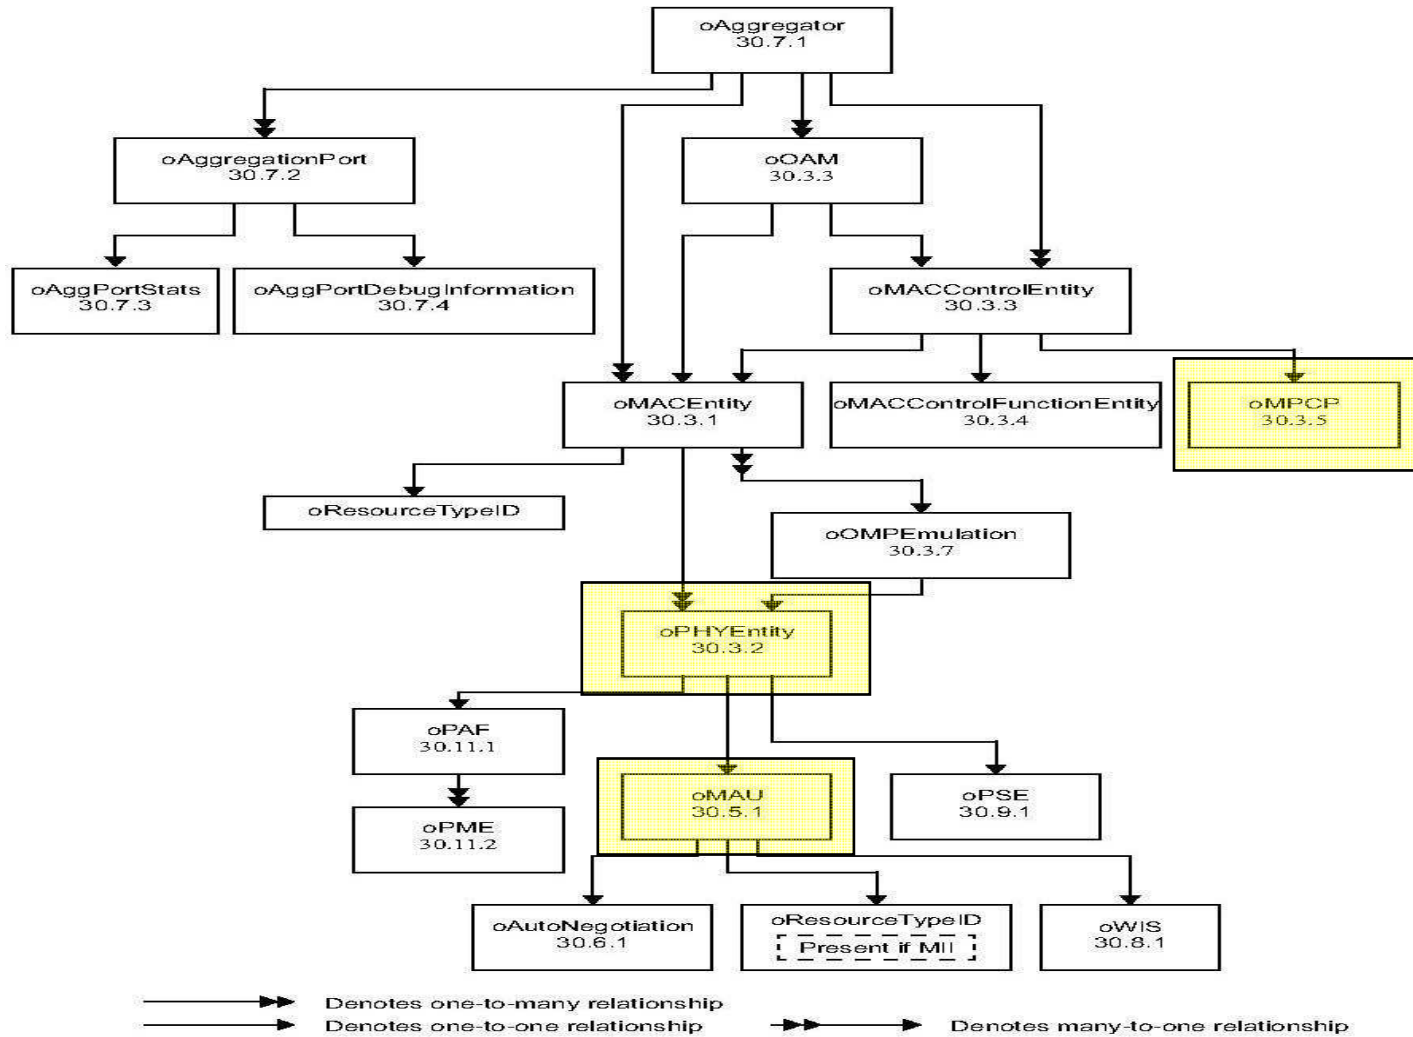 oAggregator
30.7.1
oAggregationPort
30.7.2
oOAM
30.3.3
oAggPortStats
30.7.3
oAggPortDebugInformation
30.7.4
oMACControlEntity
30.3.3
oMACEntity
30.3.1
oMACControlFunctionEntity
30.3.4
oMPCP
30.3.5
oResourceTypeID
oOMPEmulation
30.3.7
oPHYEntity
30.3.2
oPAF
30.11.1
oMAU
30.5.1
oPSE
30.9.1
oPME
30.11.2
oAutoNegotiation
30.6.1
oResourceTypeID
Present if MII
oWIS
30.8.1
Denotes one-to-many relationship
Denotes one-to-one relationship
Denotes many-to-one relationship